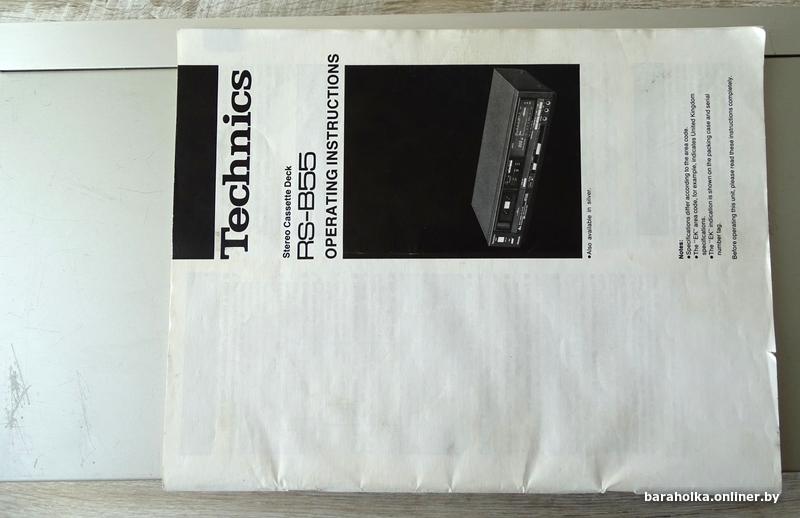 Technics
Stereo Cassette Deck
RS-B55
OPERATING INSTRUCTIONS
●Also available in silver.
Notes:
●Specifications differ according to the area code.
●The "EK" area code, for example, indicates United Kingdom
specifications.
●The "EK" indication is shown on the packing case and serial
number tag.
Before operating this unit, please read these instructions completely.
baraholka.onliner.by